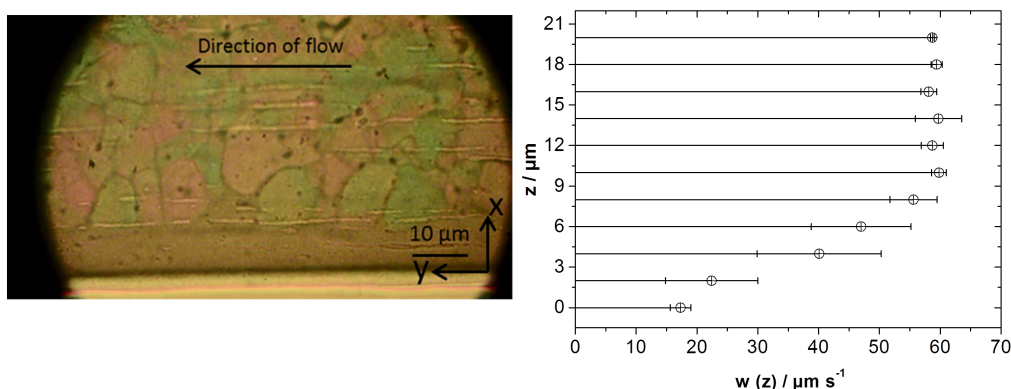 Direction of flow
x
10 µm
y
z / µm
21
18
15
12
9
6
3
0
0 10 20 30 40 50 60 70
w (z) / µm s⁻¹